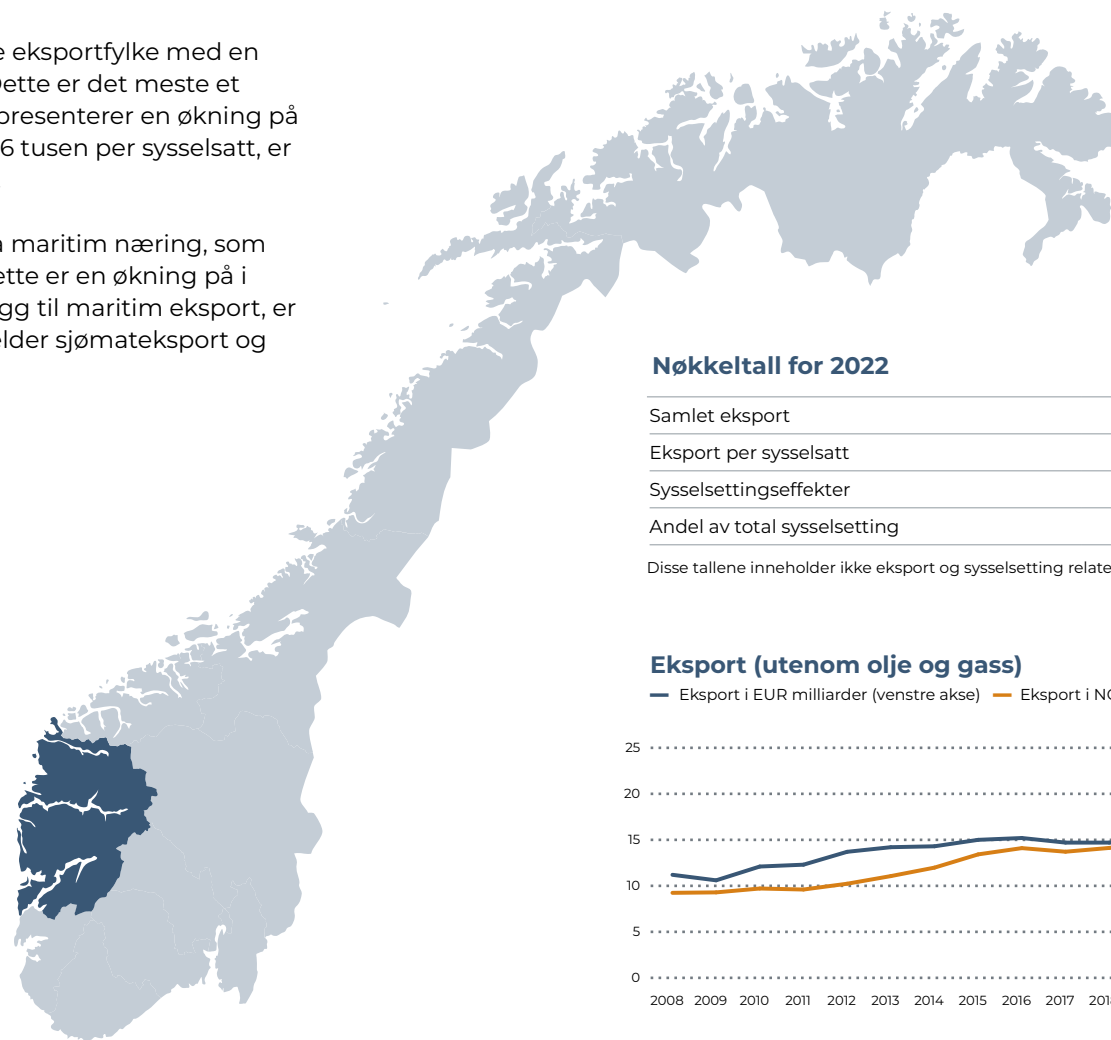 e eksportfylke med en
ette er det meste et
presenterer en økning på
6 tusen per sysselsatt, er
maritim næring, som
ette er en økning på i
gg til maritim eksport, er
elder sjømateksport og
Nøkkeltall for 2022
Samlet eksport
Eksport per sysselsatt
Sysselsettingseffekter
Andel av total sysselsetting
Disse tallene inneholder ikke eksport og sysselsetting relate
Eksport (utenom olje og gass)
Eksport i EUR milliarder (venstre akse) Eksport i NO
25
20
15
10
5
0
2008 2009 2010 2011 2012 2013 2014 2015 2016 2017 2018